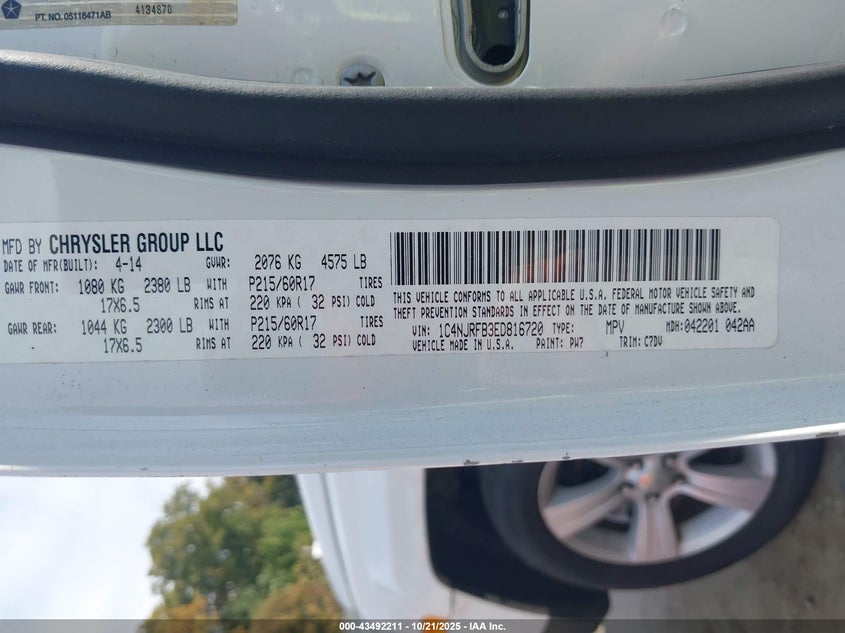 PT. NO. 05116471AB 4134870
MFD BY CHRYSLER GROUP LLC
DATE OF MFR(BUILT): 4-14 GVWR: 2076 KG 4575 LB
GAWR FRONT: 1080 KG 2380 LB WITH P215/60R17 TIRES
17X6.5 RIMS AT 220 KPA ( 32 PSI) COLD
GAWR REAR: 1044 KG 2300 LB WITH P215/60R17 TIRES
17X6.5 RIMS AT 220 KPA ( 32 PSI) COLD
THIS VEHICLE CONFORMS TO ALL APPLICABLE U.S.A. FEDERAL MOTOR VEHICLE SAFETY AND
THEFT PREVENTION STANDARDS IN EFFECT ON THE DATE OF MANUFACTURE SHOWN ABOVE.
VIN: 1C4NJRFB3ED816720 TYPE: MPV MDH: 042201 042AA
VEHICLE MADE IN U.S.A. PAINT: PW7 TRIM: C7DV
000-43492211 - 10/21/2025 - IAA Inc.